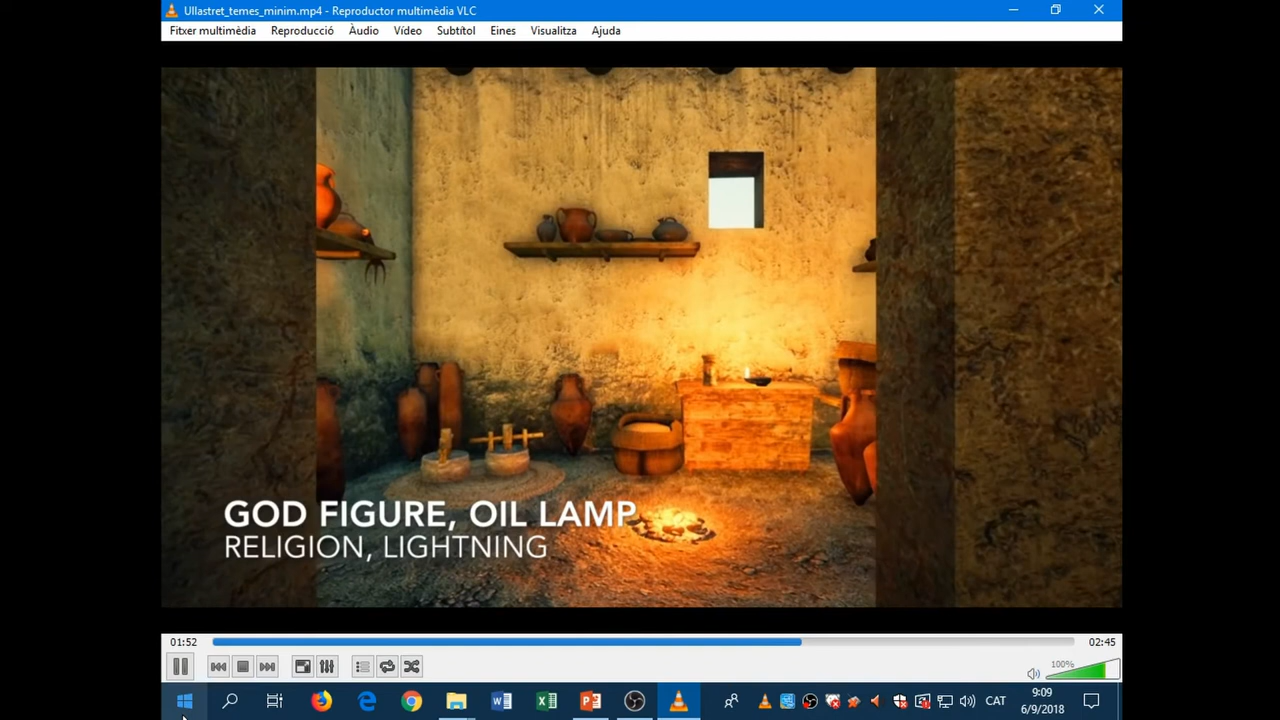 Ullastret_temes_minim.mp4 - Reproductor multimèdia VLC
Fitxer multimèdia Reproducció Àudio Vídeo Subtítol Eines Visualitza Ajuda
GOD FIGURE, OIL LAMP
RELIGION, LIGHTNING
01:52 02:45
100%
CAT
9:09
6/9/2018